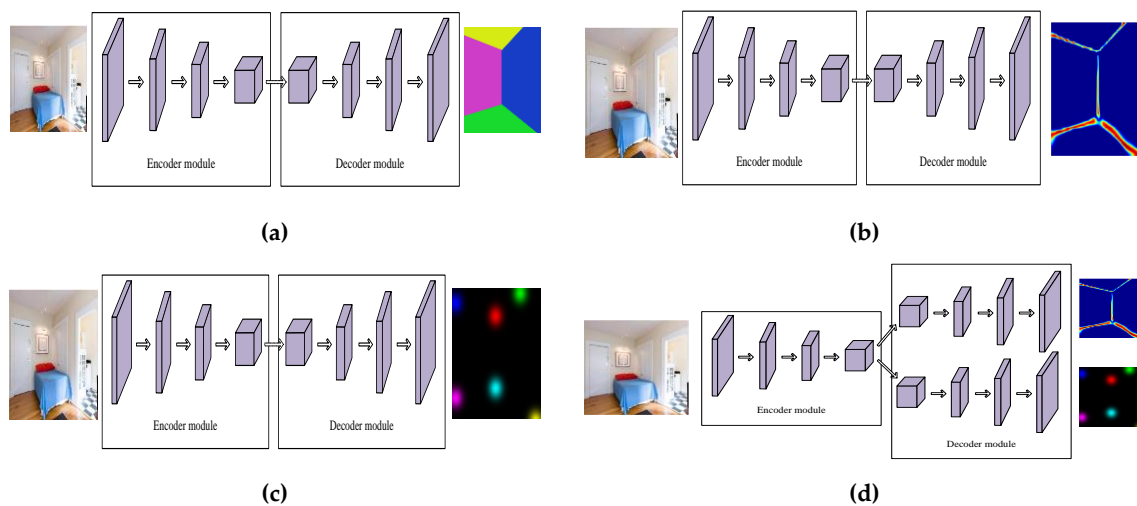 Encoder module
Decoder module
Encoder module
Decoder module
(a)
(b)
Encoder module
Decoder module
Encoder module
Decoder module
(c)
(d)